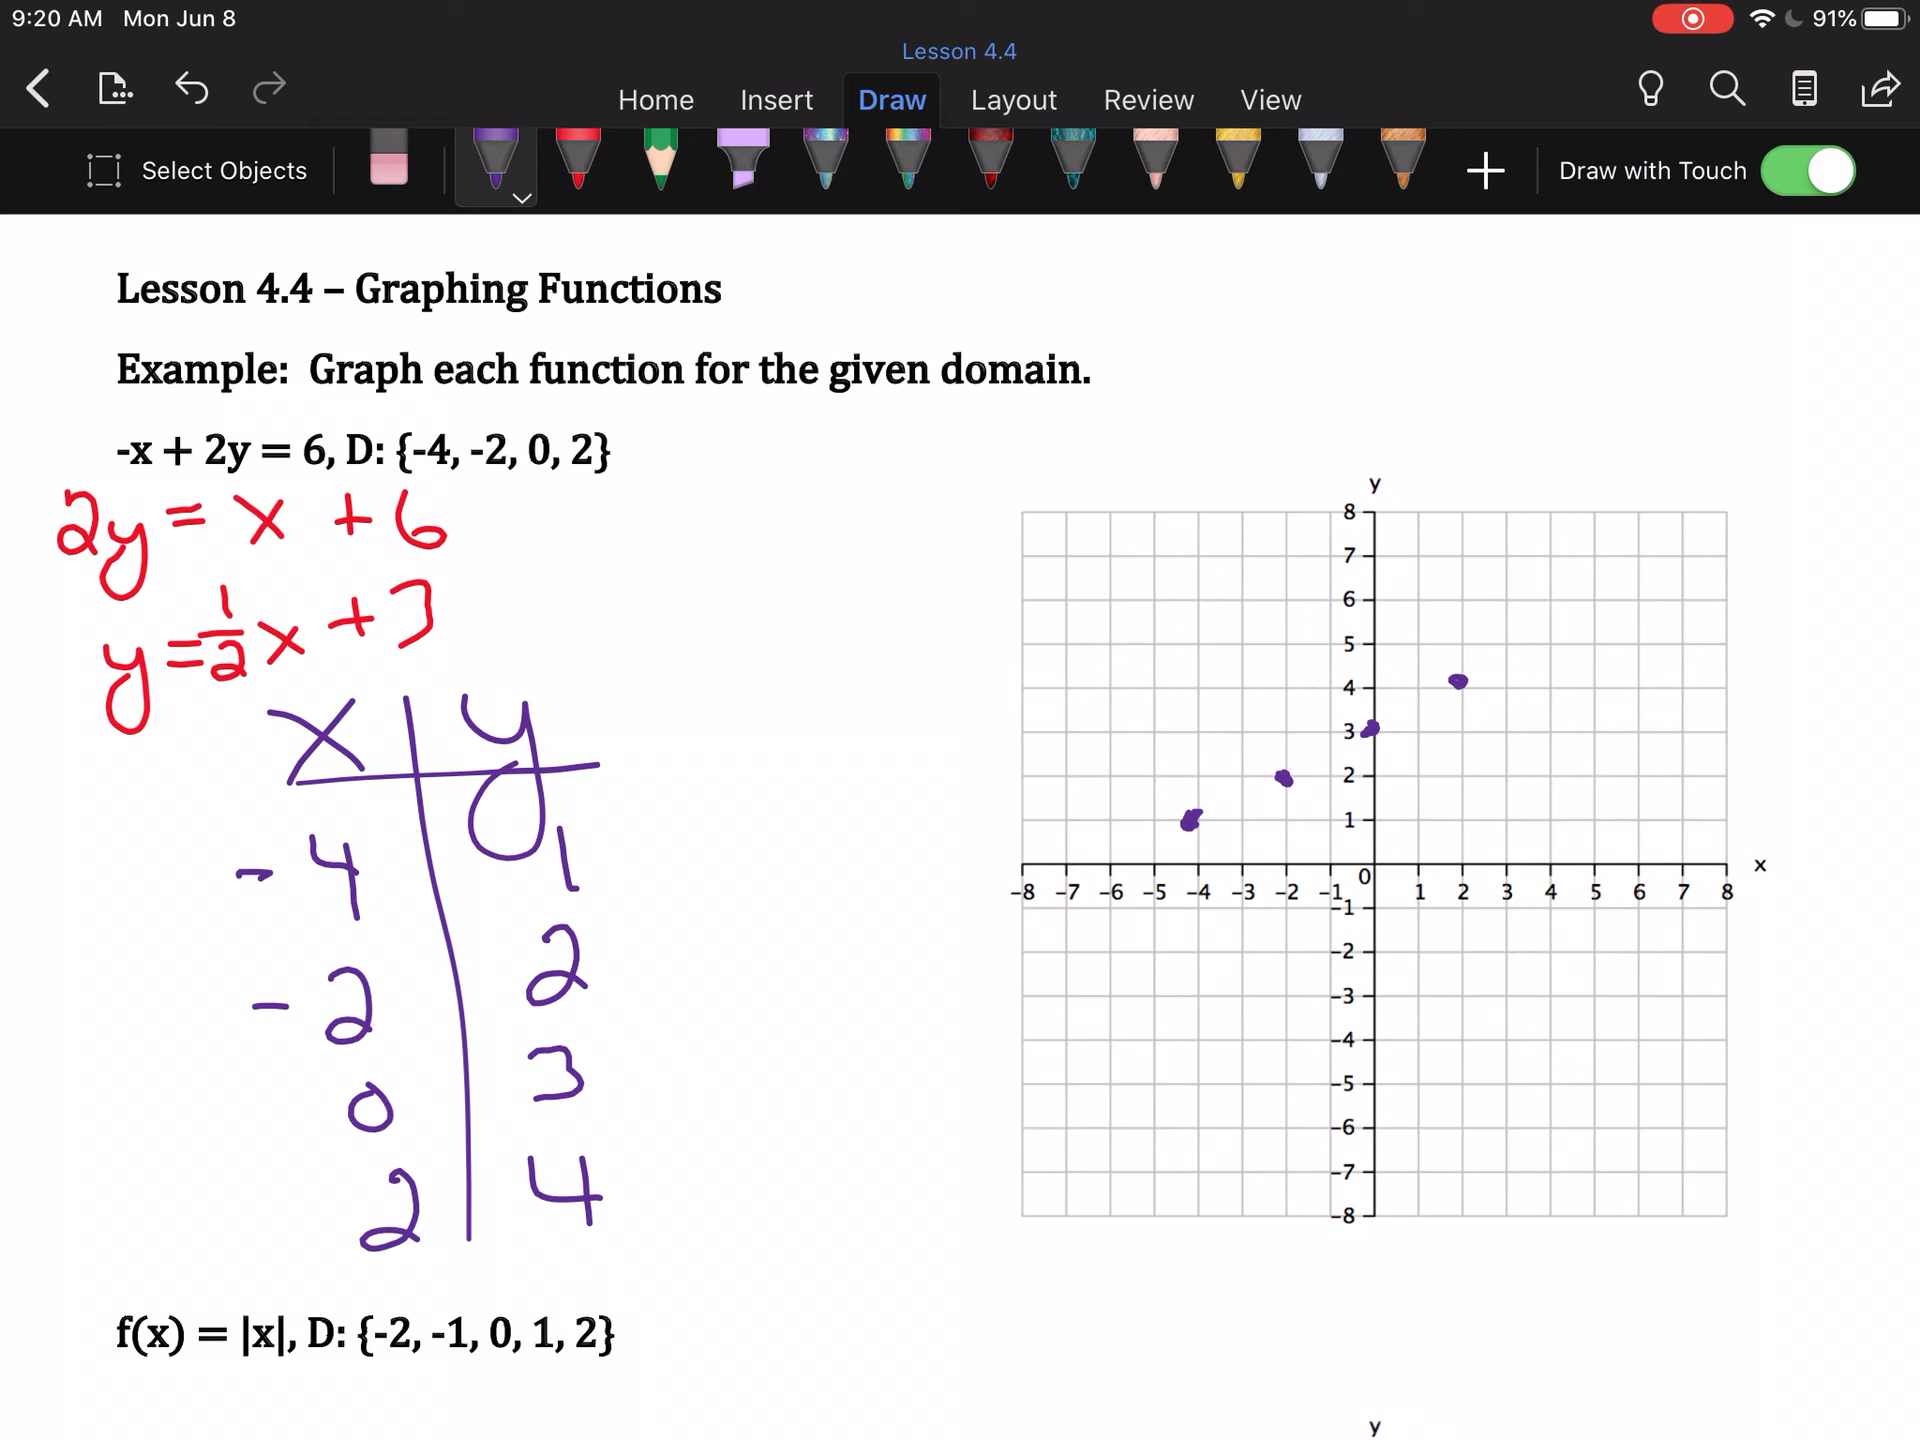 9:20 AM Mon Jun 8
91%
Lesson 4.4
Home Insert Draw Layout Review View
Select Objects
Draw with Touch
Lesson 4.4 – Graphing Functions
Example: Graph each function for the given domain.
-x + 2y = 6, D: {-4, -2, 0, 2}
2y = x + 6
y = 1/2 x + 3
x y
-4 1
-2 2
0 3
2 4
y
8
7
6
5
4
3
2
1
x
-8 -7 -6 -5 -4 -3 -2 -1 0 1 2 3 4 5 6 7 8
-1
-2
-3
-4
-5
-6
-7
-8
f(x) = |x|, D: {-2, -1, 0, 1, 2}
y